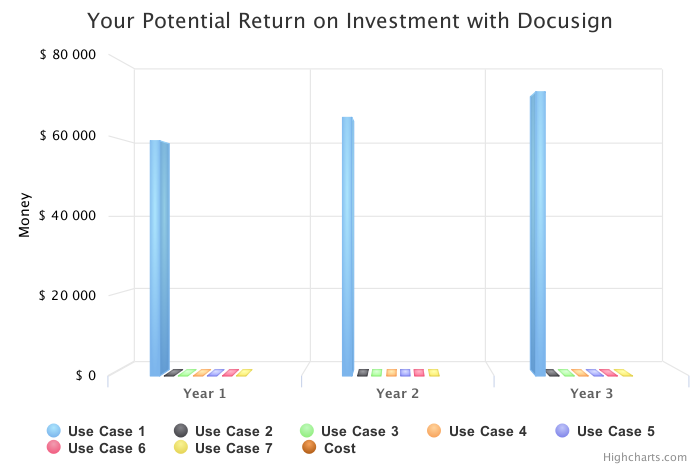 Your Potential Return on Investment with Docusign
$ 80 000
$ 60 000
$ 40 000
$ 20 000
$ 0
Money
Year 1
Year 2
Year 3
Use Case 1
Use Case 2
Use Case 3
Use Case 4
Use Case 5
Use Case 6
Use Case 7
Cost
Highcharts.com